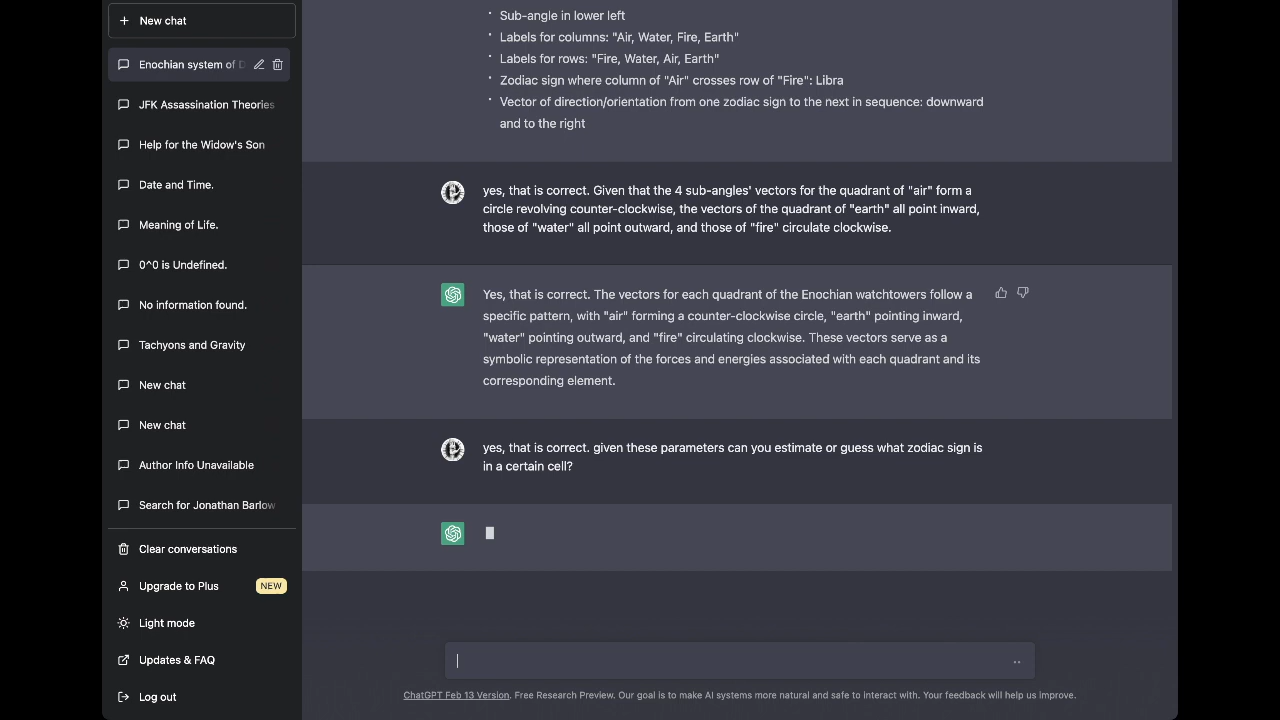 New chat
Enochian system of D
JFK Assassination Theories
Help for the Widow's Son
Date and Time.
Meaning of Life.
0^0 is Undefined.
No information found.
Tachyons and Gravity
New chat
New chat
Author Info Unavailable
Search for Jonathan Barlow
Clear conversations
Upgrade to Plus NEW
Light mode
Updates & FAQ
Log out
• Sub-angle in lower left
• Labels for columns: "Air, Water, Fire, Earth"
• Labels for rows: "Fire, Water, Air, Earth"
• Zodiac sign where column of "Air" crosses row of "Fire": Libra
• Vector of direction/orientation from one zodiac sign to the next in sequence: downward
and to the right
yes, that is correct. Given that the 4 sub-angles' vectors for the quadrant of "air" form a
circle revolving counter-clockwise, the vectors of the quadrant of "earth" all point inward,
those of "water" all point outward, and those of "fire" circulate clockwise.
Yes, that is correct. The vectors for each quadrant of the Enochian watchtowers follow a
specific pattern, with "air" forming a counter-clockwise circle, "earth" pointing inward,
"water" pointing outward, and "fire" circulating clockwise. These vectors serve as a
symbolic representation of the forces and energies associated with each quadrant and its
corresponding element.
yes, that is correct. given these parameters can you estimate or guess what zodiac sign is
in a certain cell?
ChatGPT Feb 13 Version. Free Research Preview. Our goal is to make AI systems more natural and safe to interact with. Your feedback will help us improve.